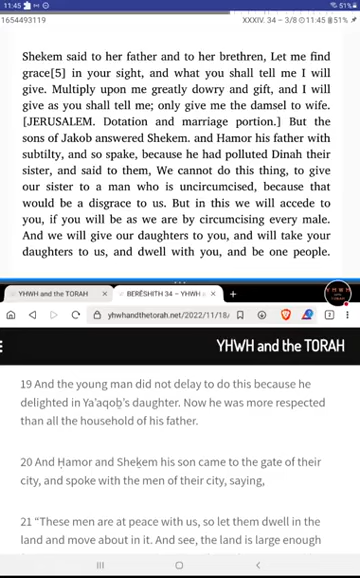 11:45
51%
1654493119
XXXIV. 34 – 3/8 11:45 51%
Shekem said to her father and to her brethren, Let me find
grace[5] in your sight, and what you shall tell me I will
give. Multiply upon me greatly dowry and gift, and I will
give as you shall tell me; only give me the damsel to wife.
[JERUSALEM. Dotation and marriage portion.] But the
sons of Jakob answered Shekem. and Hamor his father with
subtilty, and so spake, because he had polluted Dinah their
sister, and said to them, We cannot do this thing, to give
our sister to a man who is uncircumcised, because that
would be a disgrace to us. But in this we will accede to
you, if you will be as we are by circumcising every male.
And we will give our daughters to you, and will take your
daughters to us, and dwell with you, and be one people.
YHWH and the TORAH
BERĔSHITH 34 – YHWH
yhwhandthetorah.net/2022/11/18/
2
YHWH and the TORAH
19 And the young man did not delay to do this because he
delighted in Ya’aqoḇ’s daughter. Now he was more respected
than all the household of his father.
20 And Ḥamor and Sheḵem his son came to the gate of their
city, and spoke with the men of their city, saying,
21 “These men are at peace with us, so let them dwell in the
land and move about in it. And see, the land is large enough